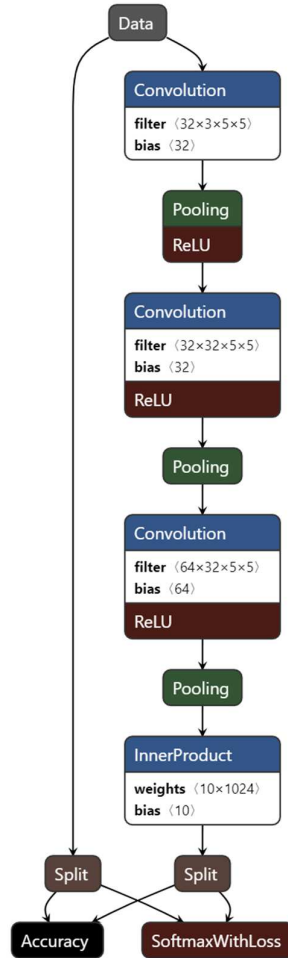 Data
Convolution
filter 〈32×3×5×5〉
bias 〈32〉
Pooling
ReLU
Convolution
filter 〈32×32×5×5〉
bias 〈32〉
ReLU
Pooling
Convolution
filter 〈64×32×5×5〉
bias 〈64〉
ReLU
Pooling
InnerProduct
weights 〈10×1024〉
bias 〈10〉
Split Split
Accuracy SoftmaxWithLoss